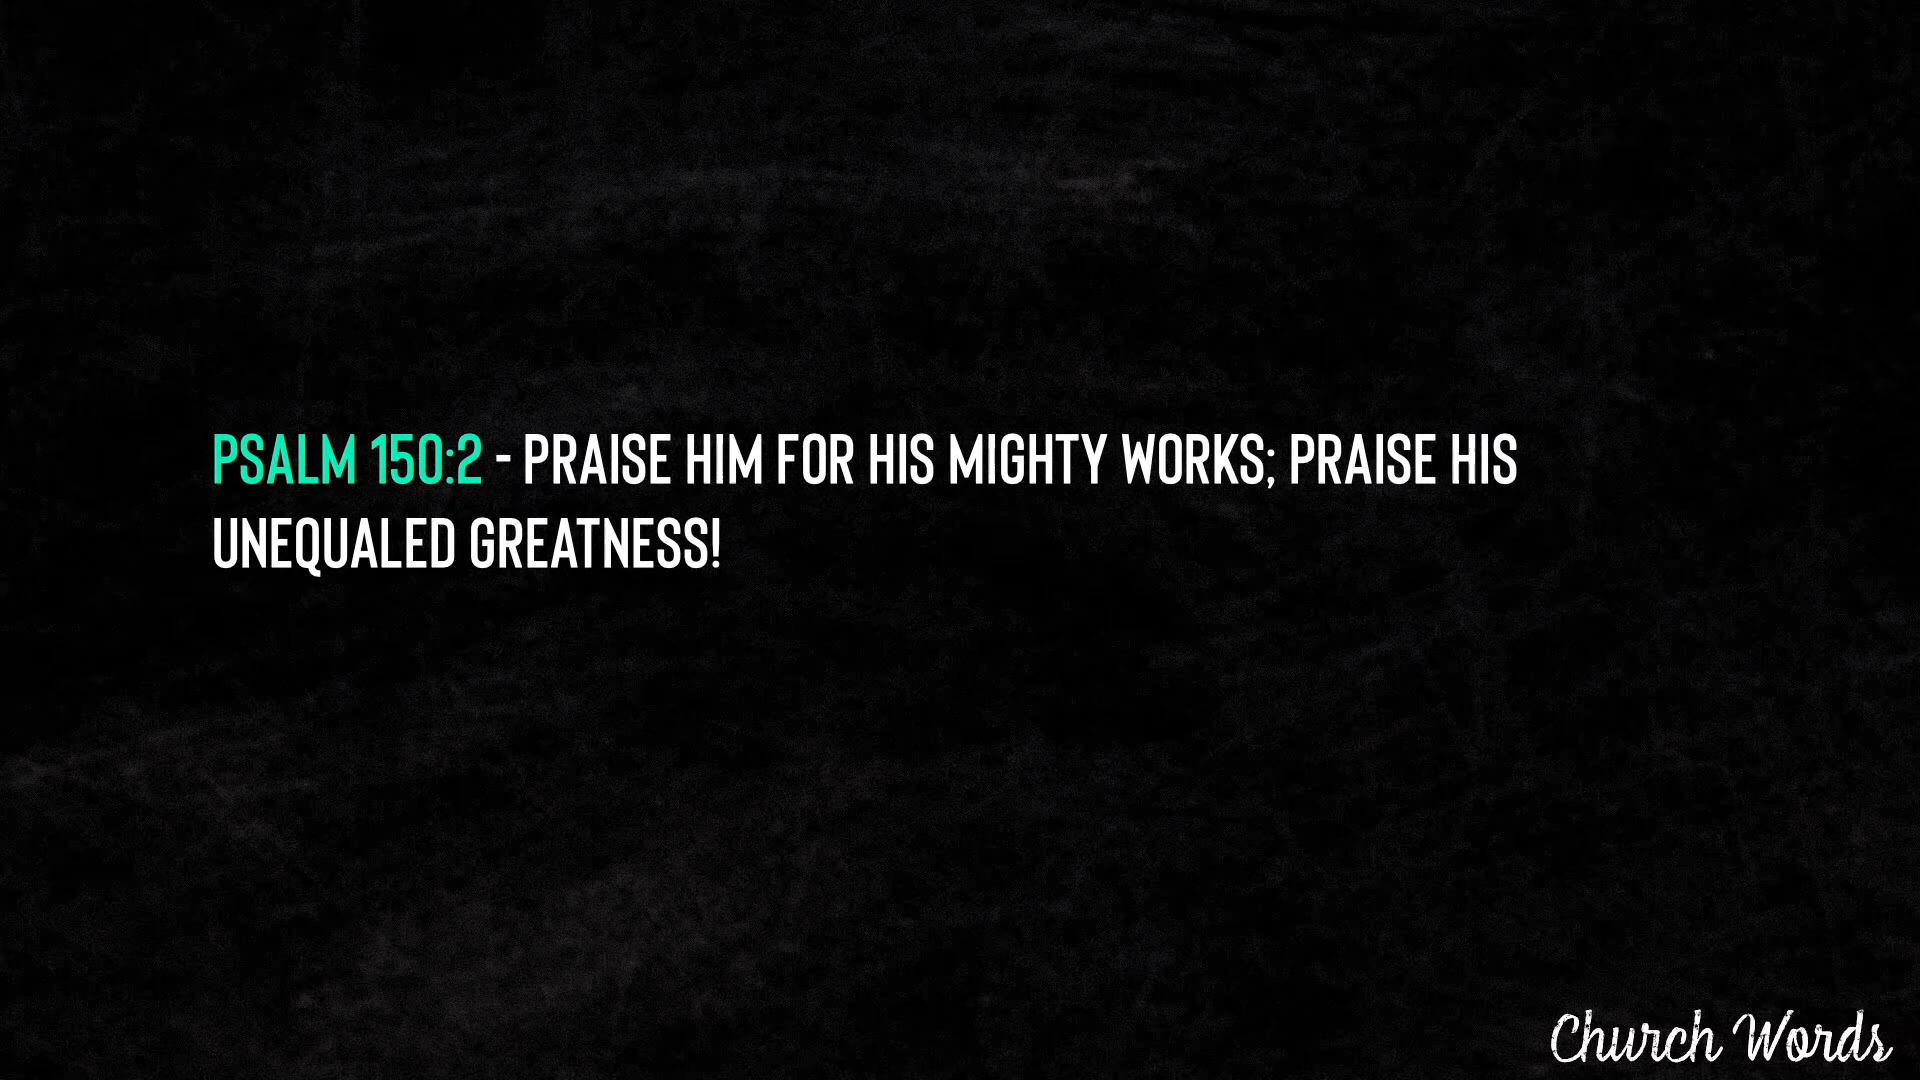 PSALM 150:2 - PRAISE HIM FOR HIS MIGHTY WORKS; PRAISE HIS
UNEQUALED GREATNESS!
Church Words